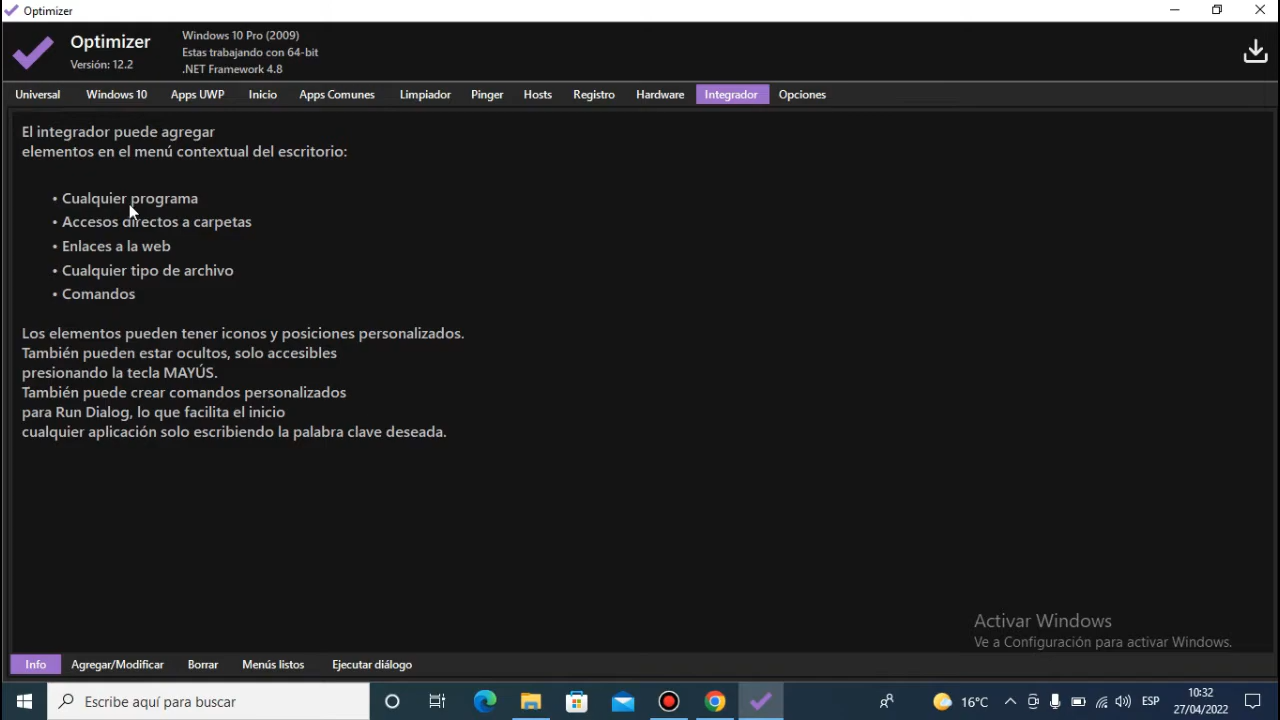 Optimizer
Optimizer
Versión: 12.2
Windows 10 Pro (2009)
Estas trabajando con 64-bit
.NET Framework 4.8
Universal Windows 10 Apps UWP Inicio Apps Comunes Limpiador Pinger Hosts Registro Hardware Integrador Opciones
El integrador puede agregar
elementos en el menú contextual del escritorio:
• Cualquier programa
• Accesos directos a carpetas
• Enlaces a la web
• Cualquier tipo de archivo
• Comandos
Los elementos pueden tener iconos y posiciones personalizados.
También pueden estar ocultos, solo accesibles
presionando la tecla MAYÚS.
También puede crear comandos personalizados
para Run Dialog, lo que facilita el inicio
cualquier aplicación solo escribiendo la palabra clave deseada.
Activar Windows
Ve a Configuración para activar Windows.
Info Agregar/Modificar Borrar Menús listos Ejecutar diálogo
Escribe aquí para buscar
16°C
ESP
10:32
27/04/2022